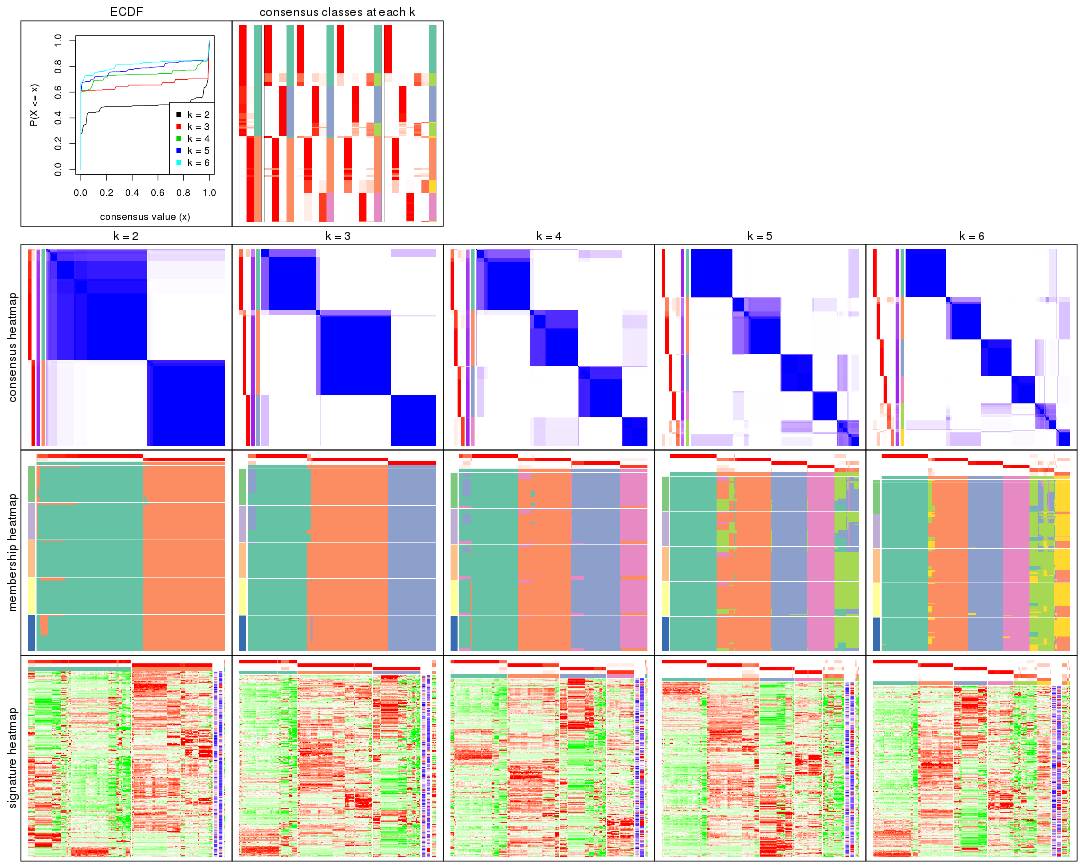 ECDF
consensus classes at each k
P(X <= x)
0.0
0.2
0.4
0.6
0.8
1.0
k = 2
k = 3
k = 4
k = 5
k = 6
0.0 0.2 0.4 0.6 0.8 1.0
consensus value (x)
k = 2
k = 3
k = 4
k = 5
k = 6
consensus heatmap
membership heatmap
signature heatmap